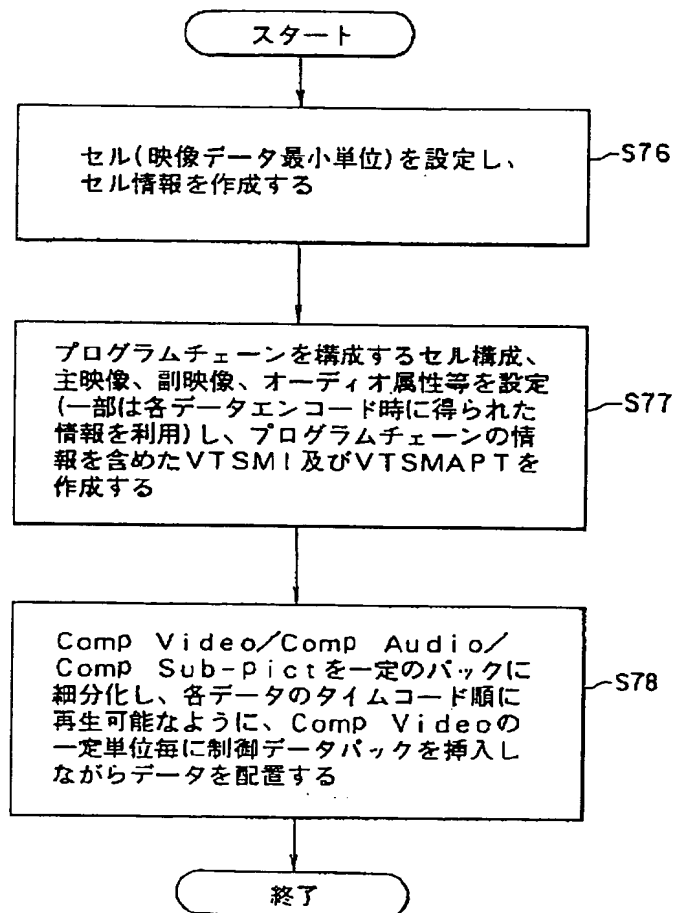 スタート
セル(映像データ最小単位)を設定し、
セル情報を作成する
S76
プログラムチェーンを構成するセル構成、
主映像、副映像、オーディオ属性等を設定
(一部は各データエンコード時に得られた
情報を利用)し、プログラムチェーンの情
報を含めたVTSMI及びVTSMAPTを
作成する
S77
Comp Video/Comp Audio/
Comp Sub-pictを一定のパックに
細分化し、各データのタイムコード順に
再生可能なように、Comp Videoの
一定単位毎に制御データパックを挿入し
ながらデータを配置する
S78
終了